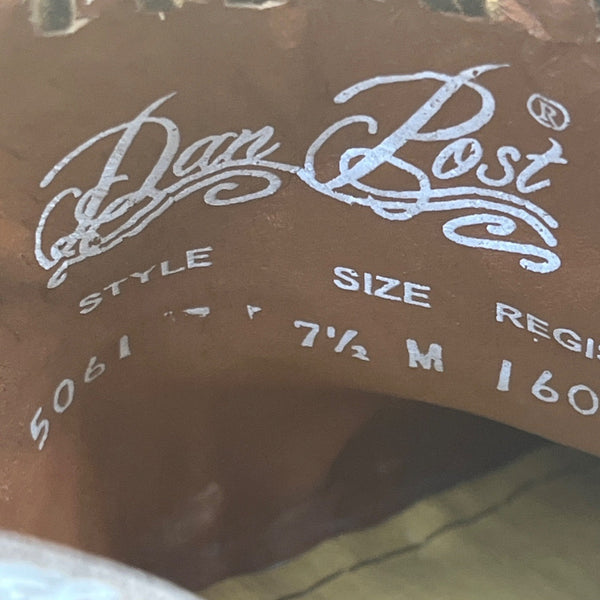 Dan Post ®
STYLE SIZE REGIS
5061 7½ M 160